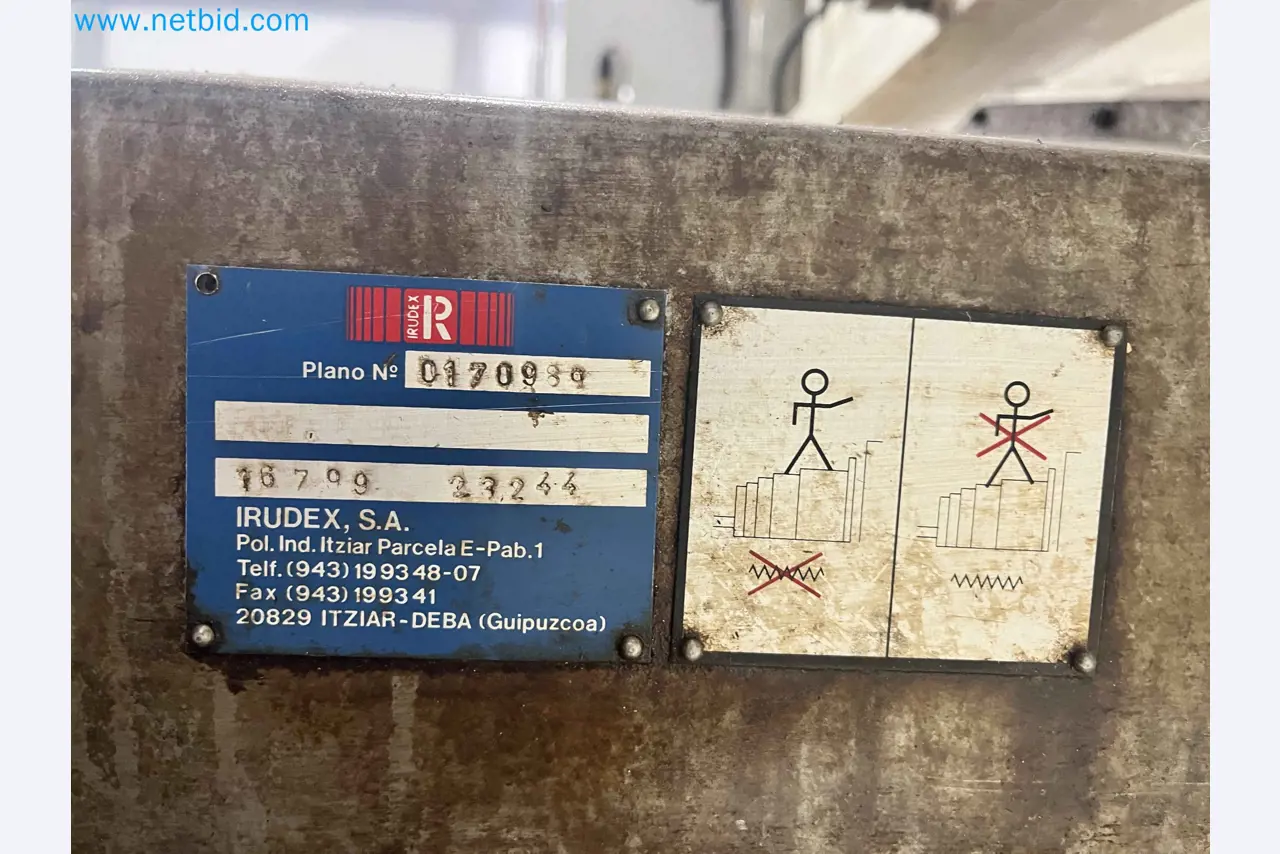 www.netbid.com
IRUDEX R
Plano Nº 0170989
16799 23244
IRUDEX, S.A.
Pol. Ind. Itziar Parcela E-Pab. 1
Telf. (943) 199348-07
Fax (943) 199341
20829 ITZIAR-DEBA (Guipuzcoa)